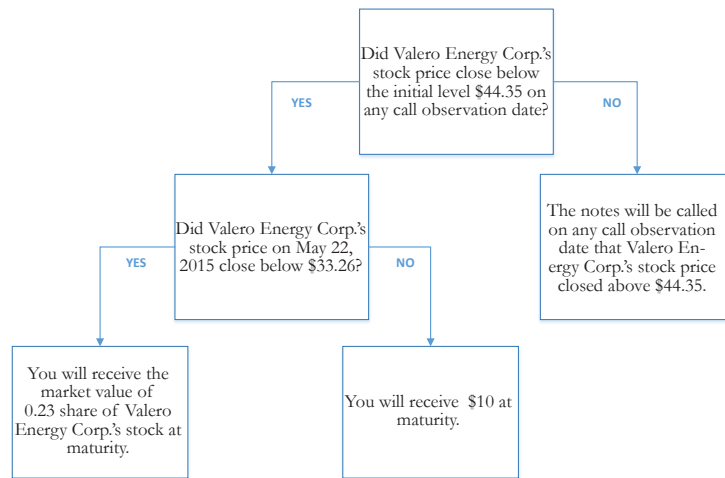 Did Valero Energy Corp.'s
stock price close below
the initial level $44.35 on
any call observation date?
YES
NO
Did Valero Energy Corp.'s
stock price on May 22,
2015 close below $33.26?
The notes will be called
on any call observation
date that Valero En-
ergy Corp.'s stock price
closed above $44.35.
YES
NO
You will receive the
market value of
0.23 share of Valero
Energy Corp.'s stock at
maturity.
You will receive $10 at
maturity.